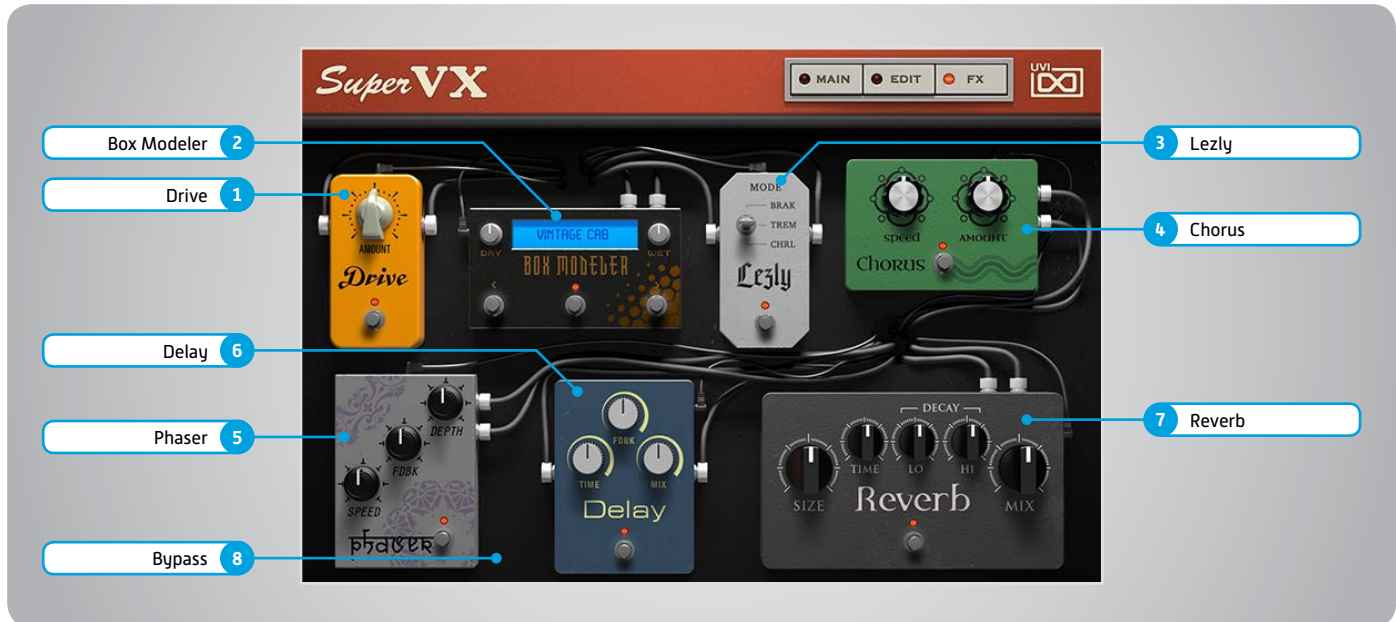 Super VX
MAIN EDIT FX
UVI
Box Modeler 2
Drive 1
3 Lezly
4 Chorus
AMOUNT
Drive
VINTAGE CAB
DRY WET
BOX MODELER
< >
MODE
BRAK
TREM
CHRL
Lezly
speed AMOUNT
CHORUS
Delay 6
Phaser 5
Bypass 8
7 Reverb
DEPTH
FDBK
SPEED
phaser
FDBK
TIME MIX
Delay
DECAY
TIME LO HI
SIZE MIX
Reverb